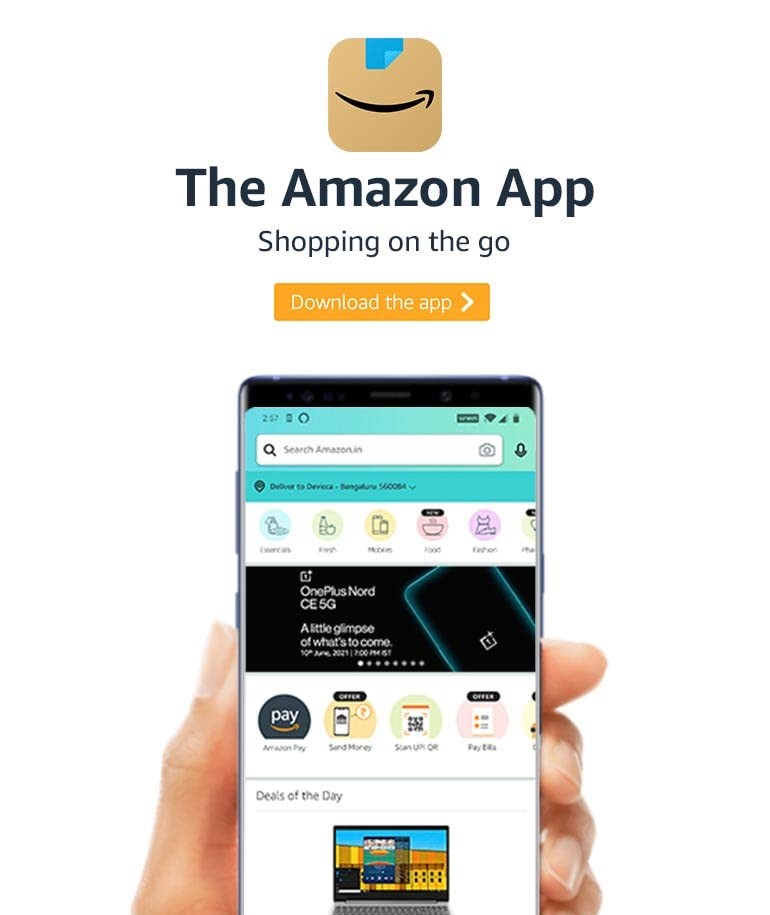 The Amazon App
Shopping on the go
Download the app
2:57
Search Amazon.in
Deliver to Devicca - Bengaluru 560084
NEW
Essentials Fresh Mobiles Food Fashion Pha
OnePlus Nord
CE 5G
A little glimpse
of what's to come.
10th June, 2021 | 7:00 PM IST
OFFER OFFER
pay
Amazon Pay Send Money Scan UPI QR Pay Bills
Deals of the Day